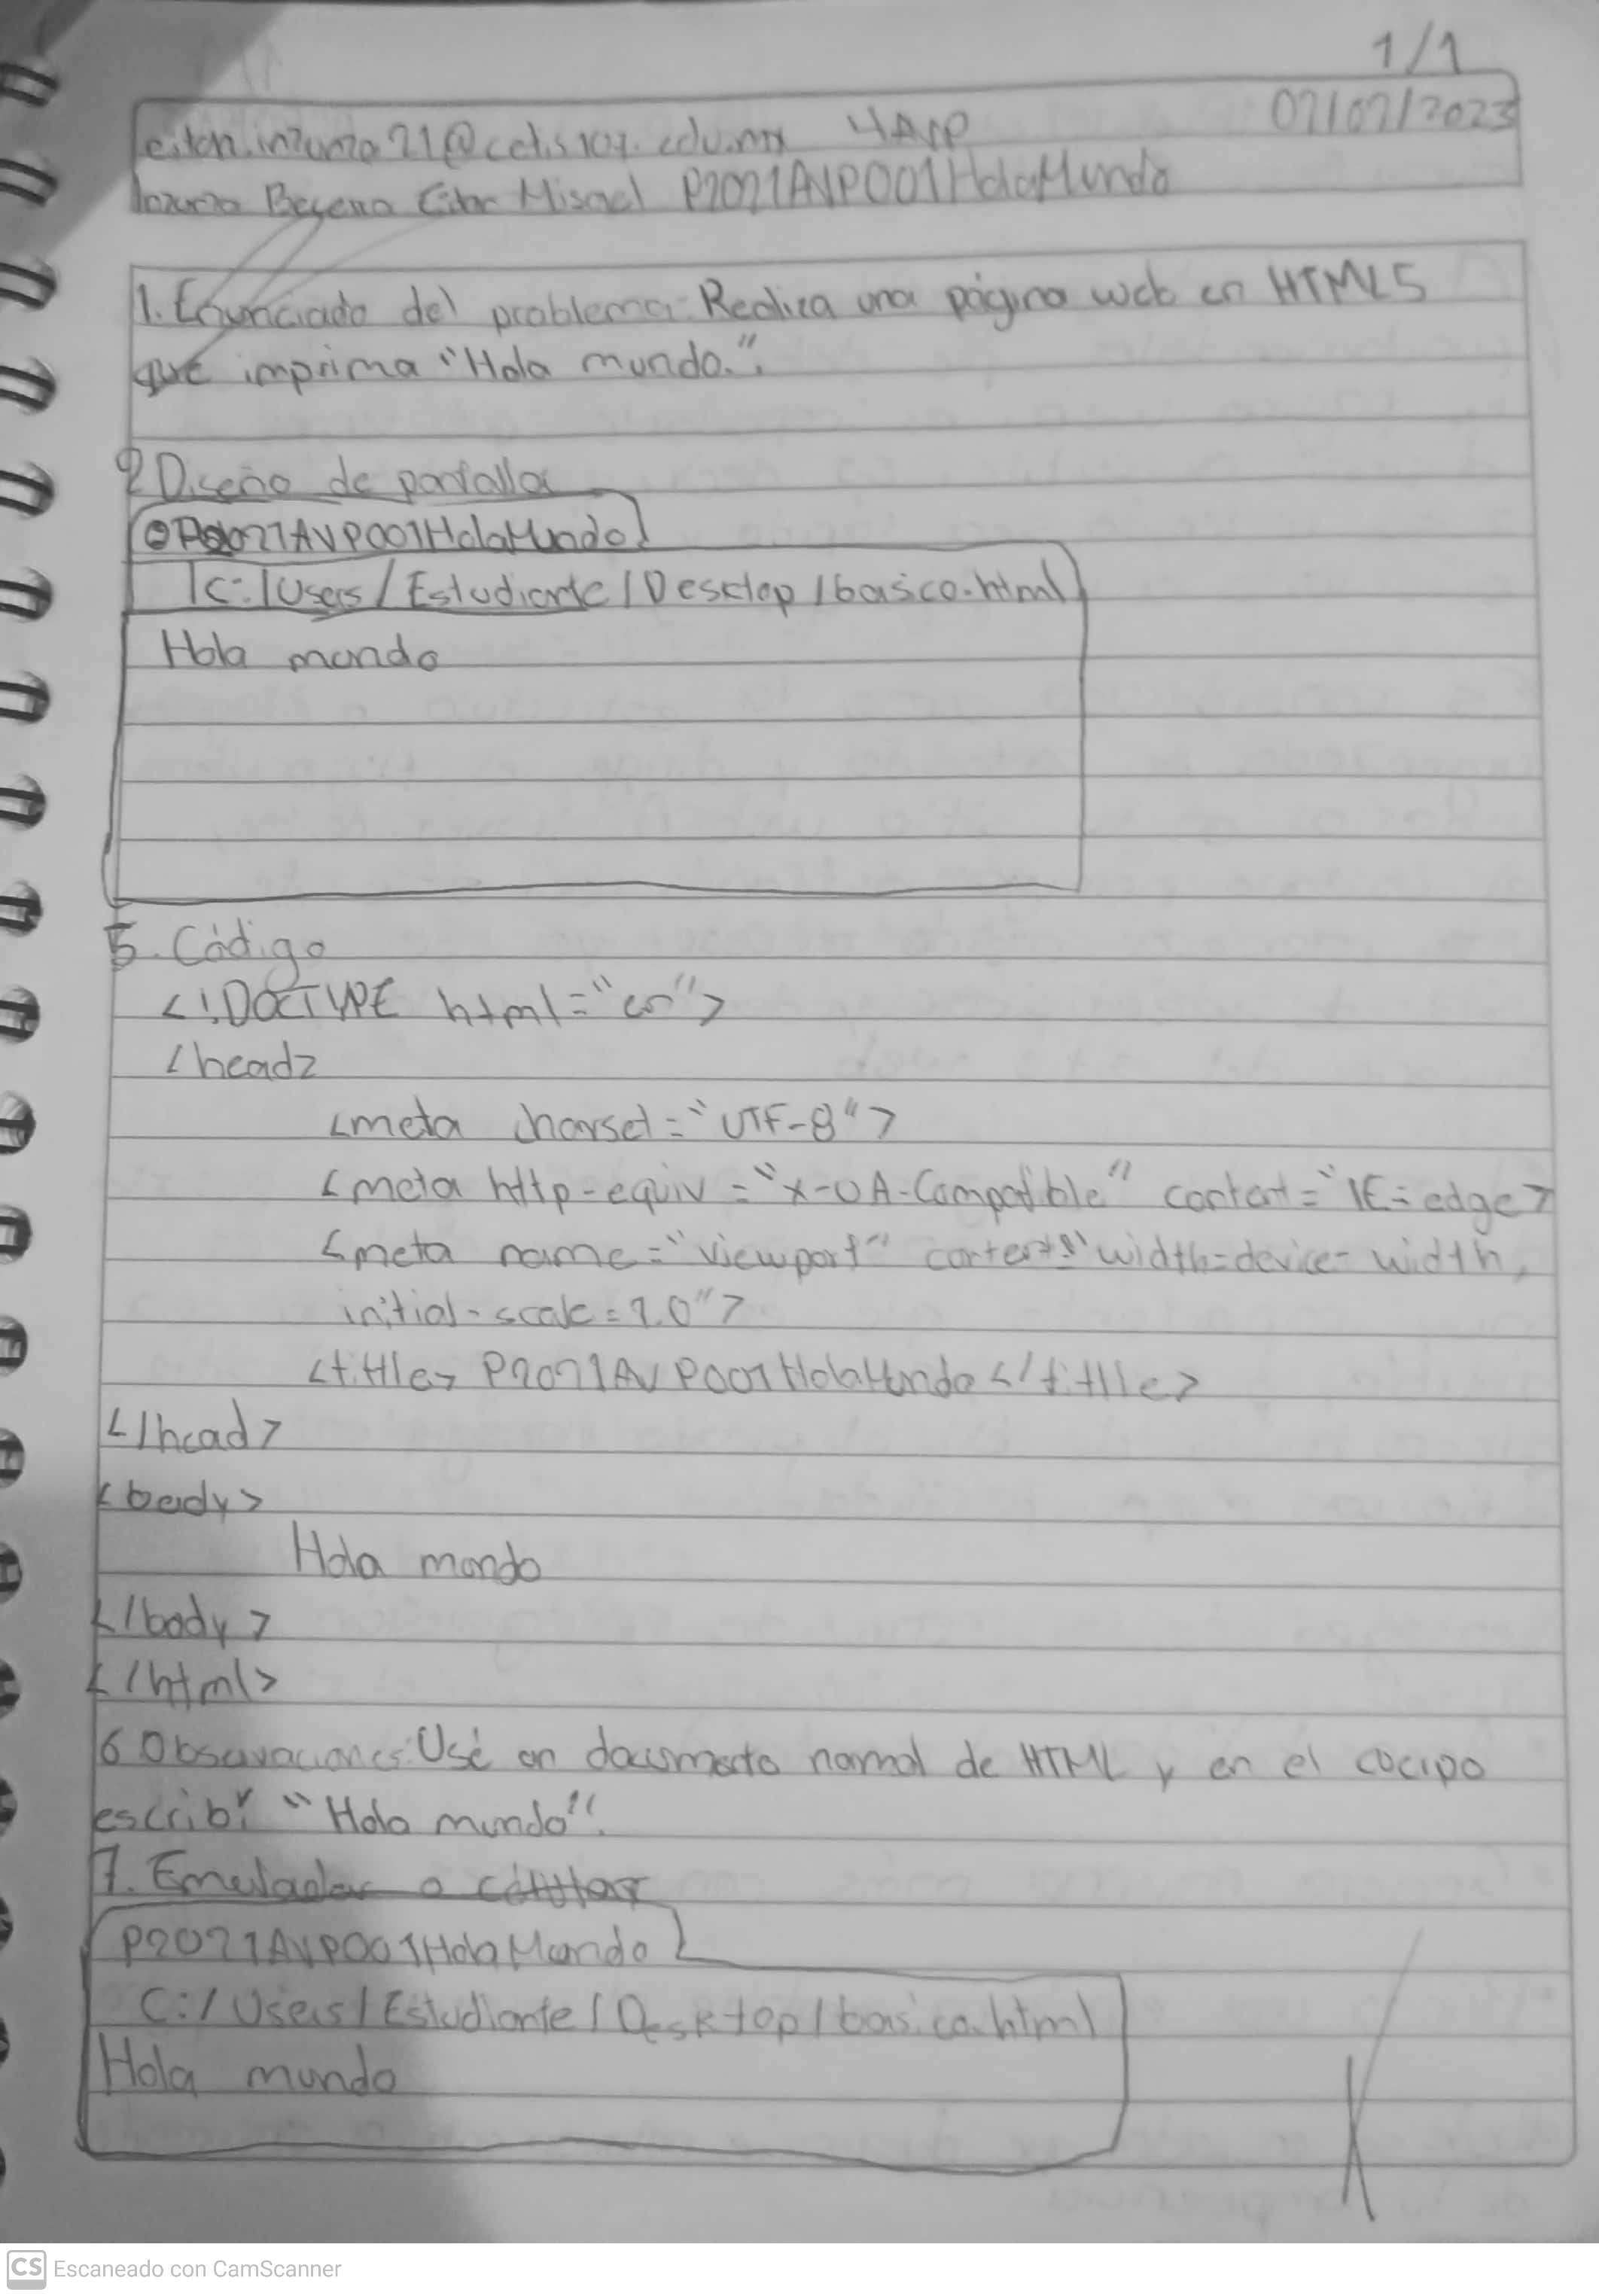 1/1
eitan.inzunza21@cetis107.edu.mx 4AVP 07/07/2023
Inzunza Becerra Eitan Misael P2021AVP001HolaMundo
1. Enunciado del problema: Realiza una página web en HTML5
que imprima "Hola mundo.".
2 Diseño de pantalla
P2021AVP001HolaMundo
C:/Users/Estudiante/Desktop/basico.html
Hola mundo
5. Código
<!DOCTYPE html="en">
<head>
<meta charset="UTF-8">
<meta http-equiv="X-UA-Compatible" content="IE=edge>
<meta name="viewport" content="width=device-width,
initial-scale=1.0">
<tittle> P2021AVP001HolaMundo </tittle>
</head>
<body>
Hola mundo
</body>
</html>
6 Observaciones: Usé un documento normal de HTML y en el
escribí "Hola mundo".
7. Emulador o
P2021AVP001HolaMundo
C:/Users/Estudiante/Desktop/basico.html
Hola mundo
CS Escaneado con CamScanner